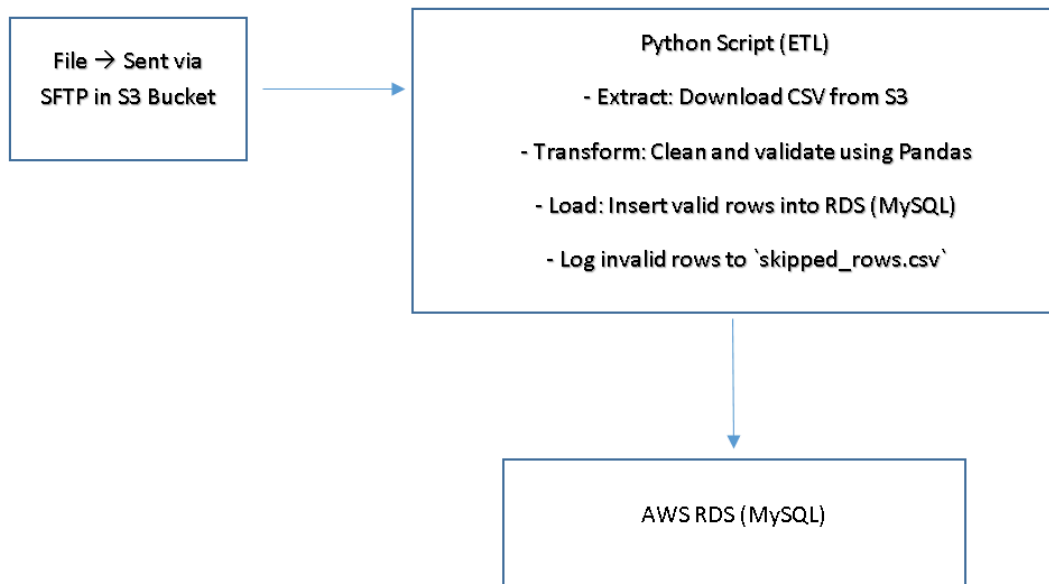 File → Sent via
SFTP in S3 Bucket
Python Script (ETL)
- Extract: Download CSV from S3
- Transform: Clean and validate using Pandas
- Load: Insert valid rows into RDS (MySQL)
- Log invalid rows to `skipped_rows.csv`
AWS RDS (MySQL)